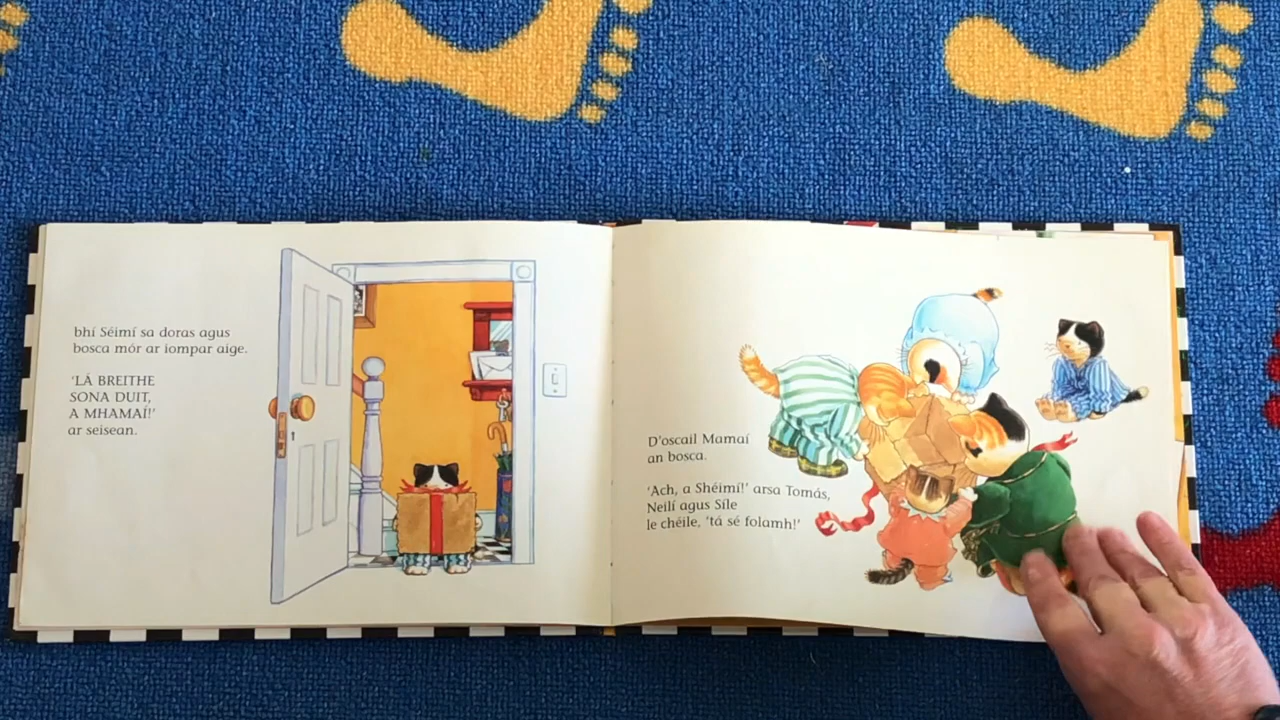 bhí Séimí sa doras agus
bosca mór ar iompar aige.
‘LÁ BREITHE
SONA DUIT,
A MHAMAÍ!’
ar seisean.
D’oscail Mamaí
an bosca.
‘Ach, a Shéimí!’ arsa Tomás,
Neilí agus Síle
le chéile, ‘tá sé folamh!’